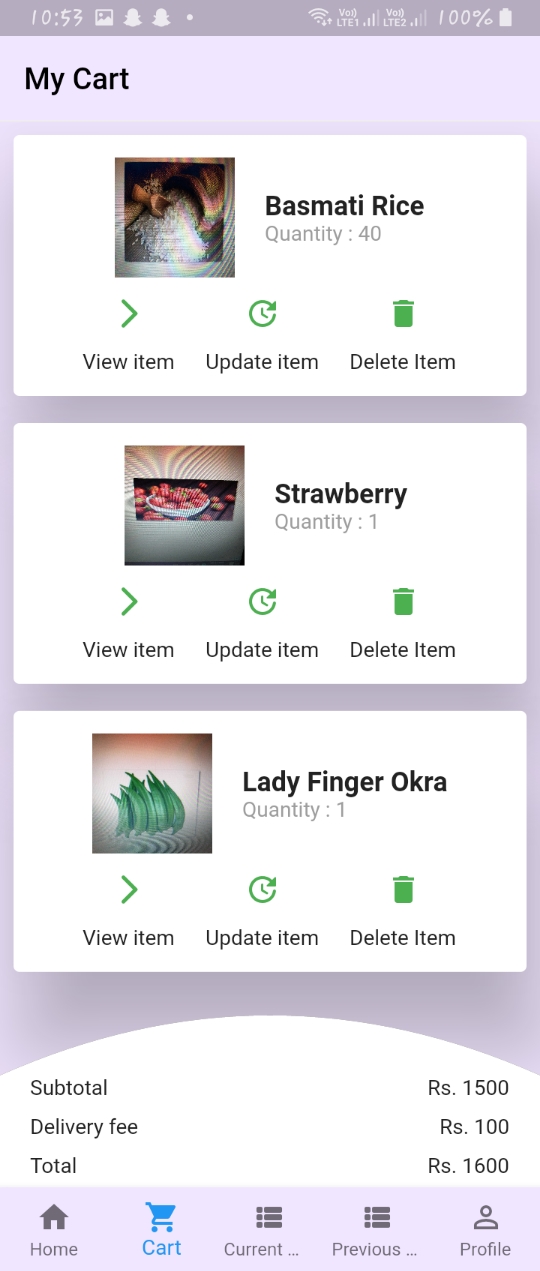 10:53 Vo) LTE1 Vo) LTE2 100%
My Cart
Basmati Rice
Quantity : 40
View item Update item Delete Item
Strawberry
Quantity : 1
View item Update item Delete Item
Lady Finger Okra
Quantity : 1
View item Update item Delete Item
Subtotal Rs. 1500
Delivery fee Rs. 100
Total Rs. 1600
Home Cart Current ... Previous ... Profile